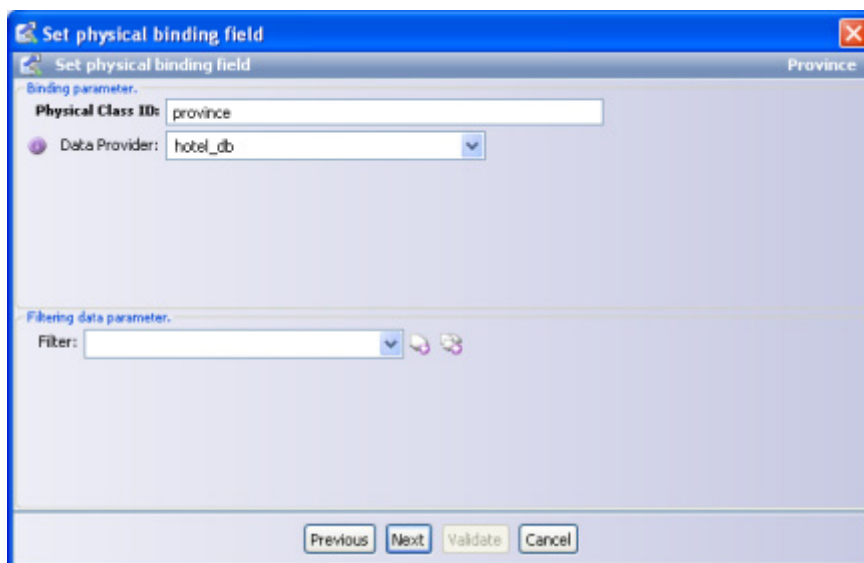 Set physical binding field
Set physical binding field Province
Binding parameter.
Physical Class ID: province
Data Provider: hotel_db
Filtering data parameter.
Filter:
Previous Next Validate Cancel